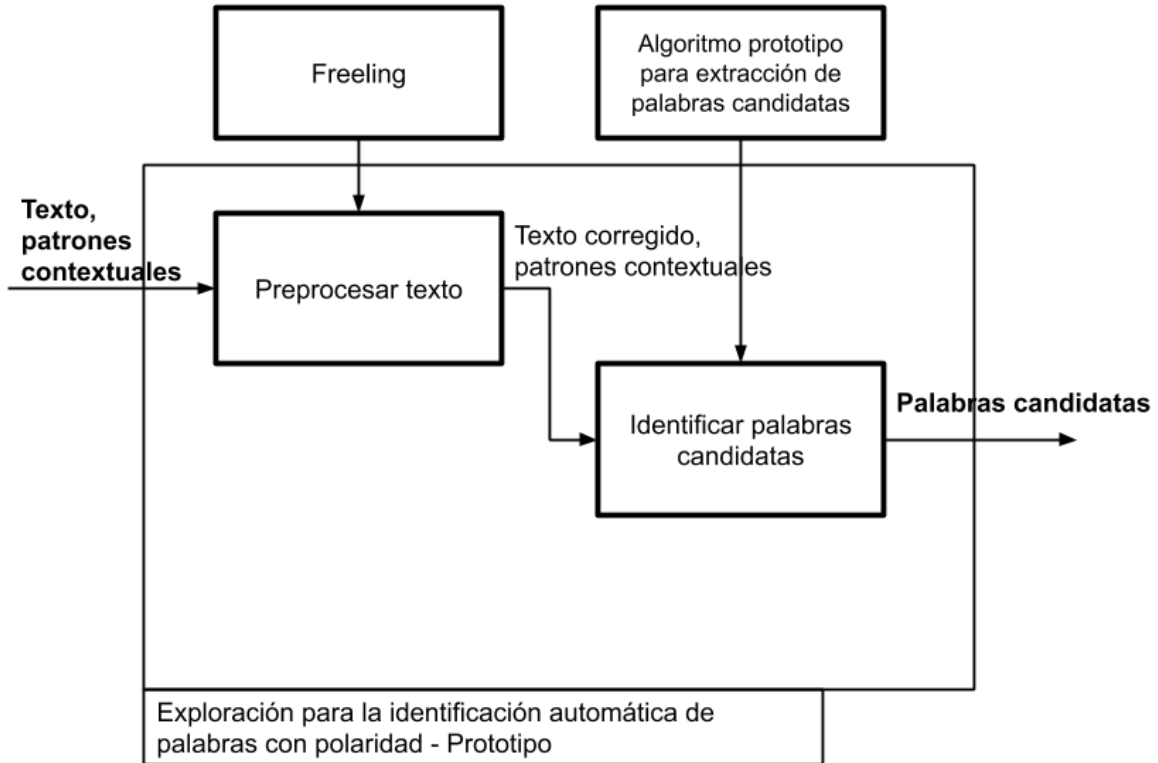 Freeling
Algoritmo prototipo
para extracción de
palabras candidatas
Texto,
patrones
contextuales
Preprocesar texto
Texto corregido,
patrones contextuales
Identificar palabras
candidatas
Palabras candidatas
Exploración para la identificación automática de
palabras con polaridad - Prototipo